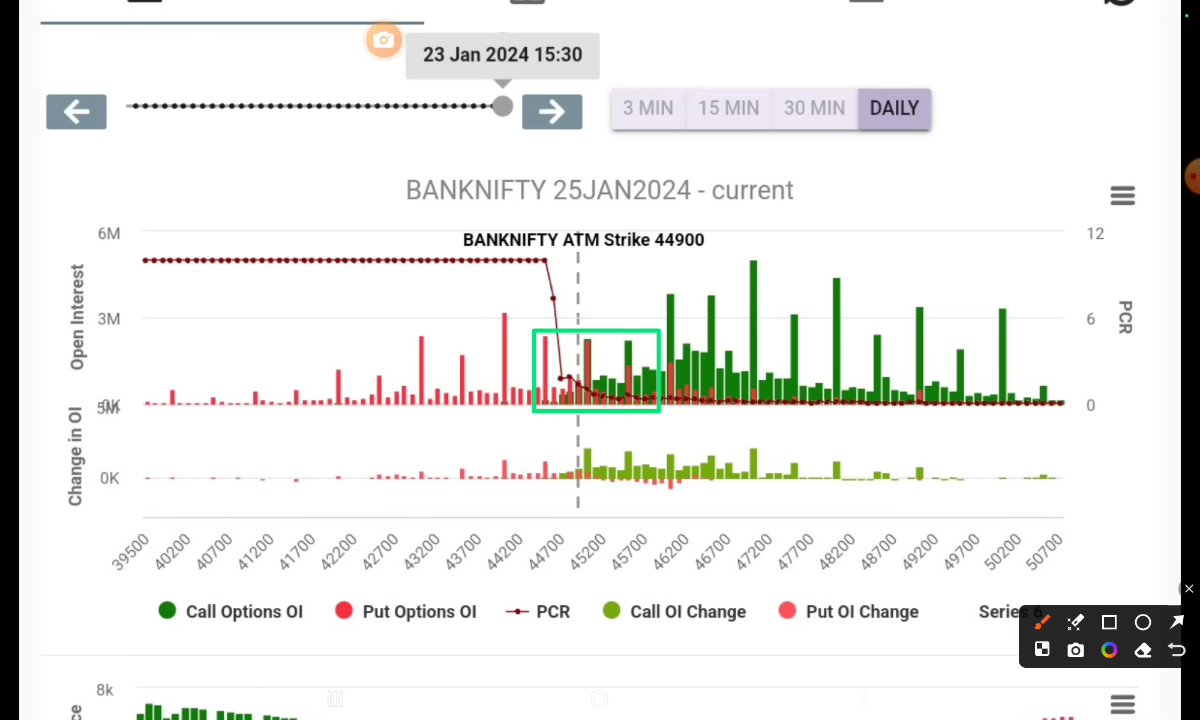 23 Jan 2024 15:30
3 MIN 15 MIN 30 MIN DAILY
BANKNIFTY 25JAN2024 - current
BANKNIFTY ATM Strike 44900
6M
3M
0K
Open Interest
12
6
0
PCR
5M
0K
Change in OI
39500 40200 40700 41200 41700 42200 42700 43200 43700 44200 44700 45200 45700 46200 46700 47200 47700 48200 48700 49200 49700 50200 50700
Call Options OI Put Options OI PCR Call OI Change Put OI Change Series 6
8k